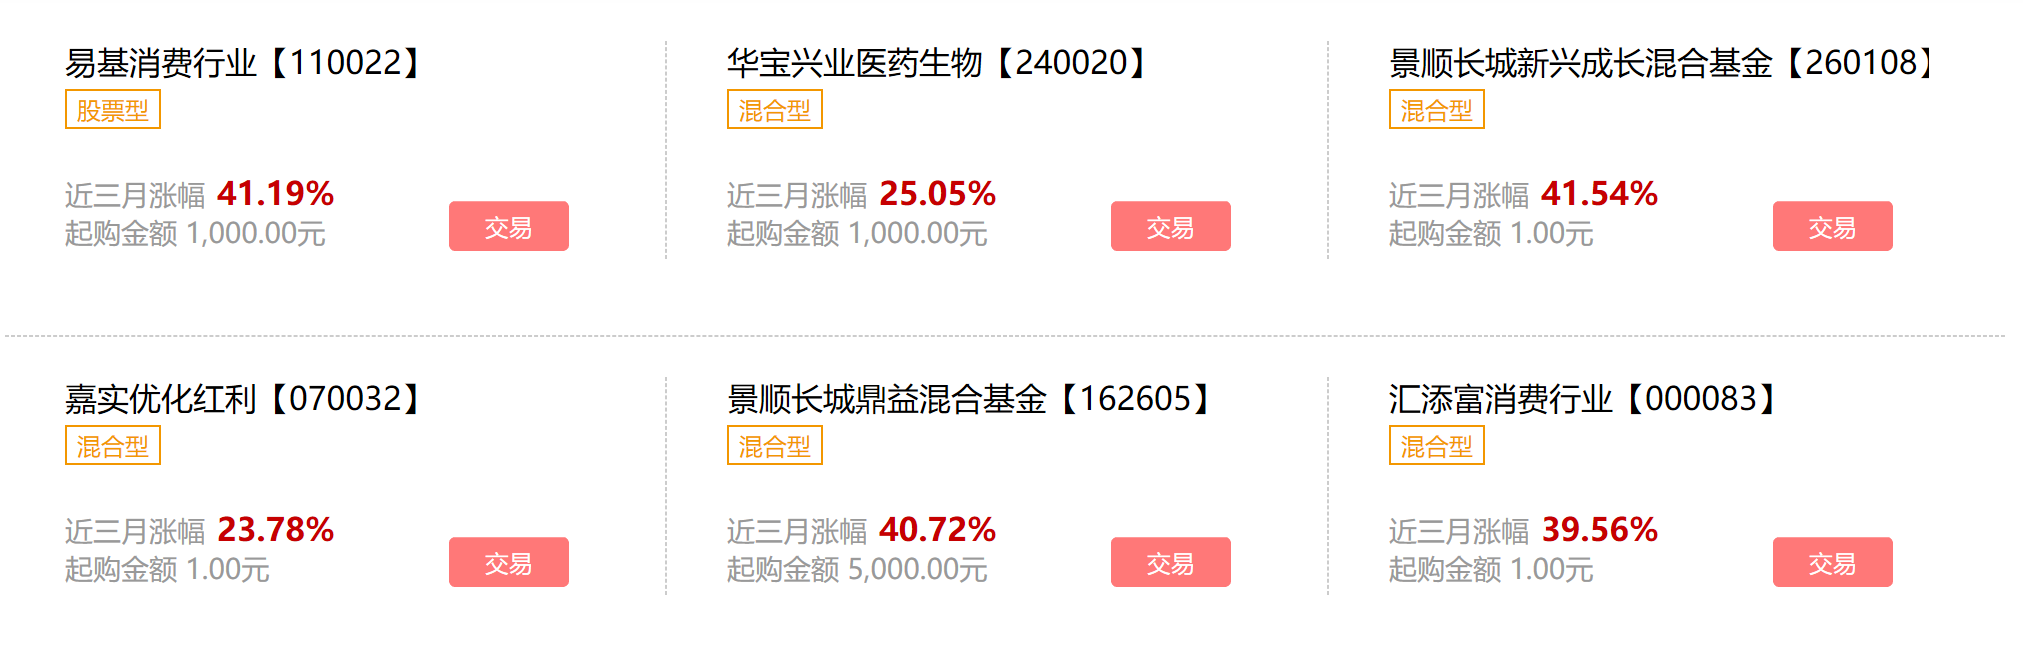 易基消费行业【110022】
股票型
近三月涨幅 41.19%
起购金额 1,000.00元
交易
华宝兴业医药生物【240020】
混合型
近三月涨幅 25.05%
起购金额 1,000.00元
交易
景顺长城新兴成长混合基金【260108】
混合型
近三月涨幅 41.54%
起购金额 1.00元
交易
嘉实优化红利【070032】
混合型
近三月涨幅 23.78%
起购金额 1.00元
交易
景顺长城鼎益混合基金【162605】
混合型
近三月涨幅 40.72%
起购金额 5,000.00元
交易
汇添富消费行业【000083】
混合型
近三月涨幅 39.56%
起购金额 1.00元
交易